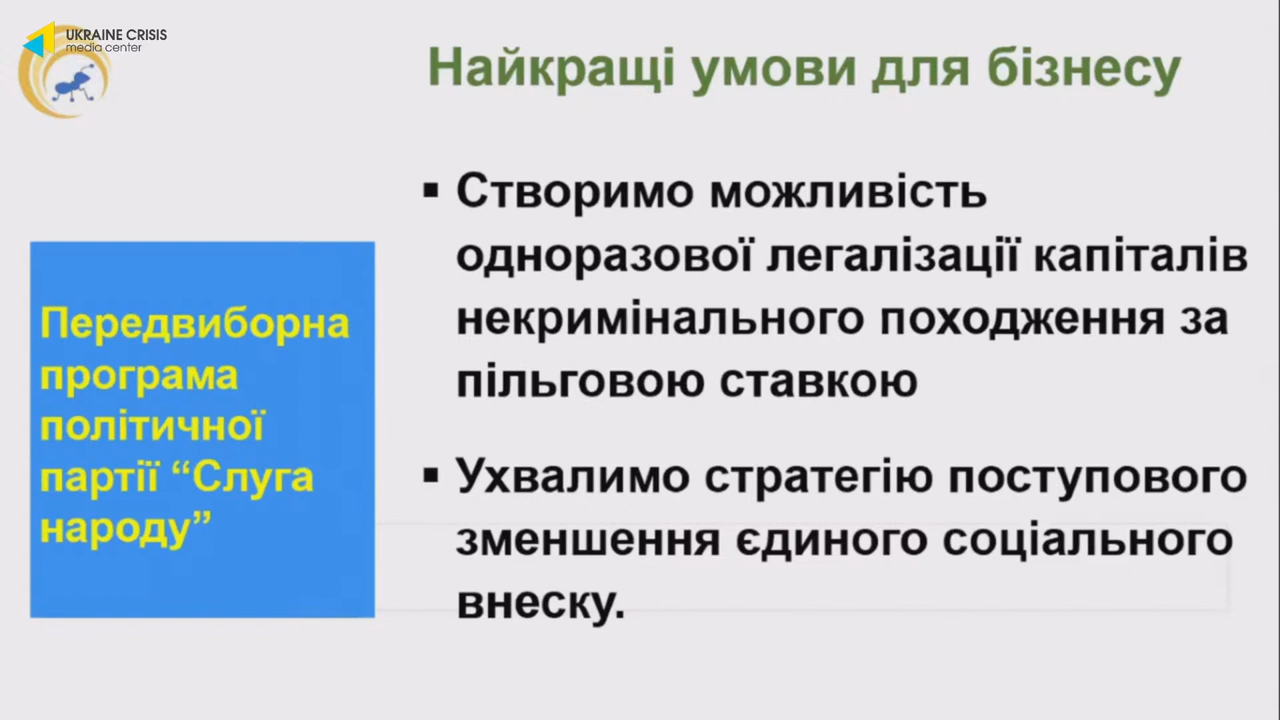 UKRAINE CRISIS
media center
Найкращі умови для бізнесу
▪ Створимо можливість
одноразової легалізації капіталів
некримінального походження за
пільговою ставкою
▪ Ухвалимо стратегію поступового
зменшення єдиного соціального
внеску.
Передвиборна
програма
політичної
партії “Слуга
народу”